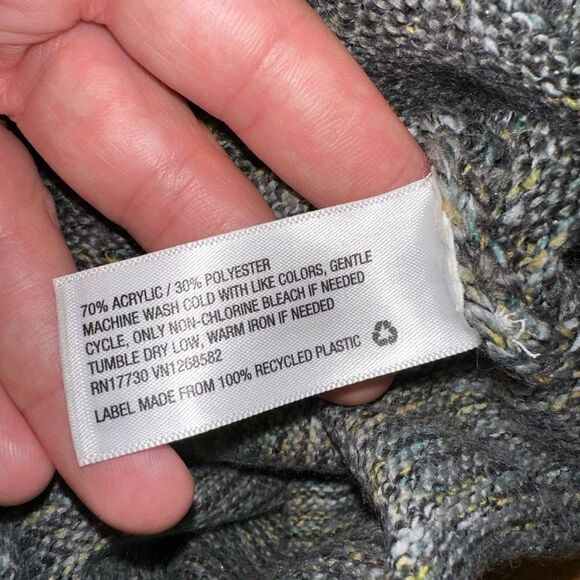 70% ACRYLIC / 30% POLYESTER
MACHINE WASH COLD WITH LIKE COLORS, GENTLE
CYCLE, ONLY NON-CHLORINE BLEACH IF NEEDED
TUMBLE DRY LOW, WARM IRON IF NEEDED
RN17730 VN1268582
LABEL MADE FROM 100% RECYCLED PLASTIC